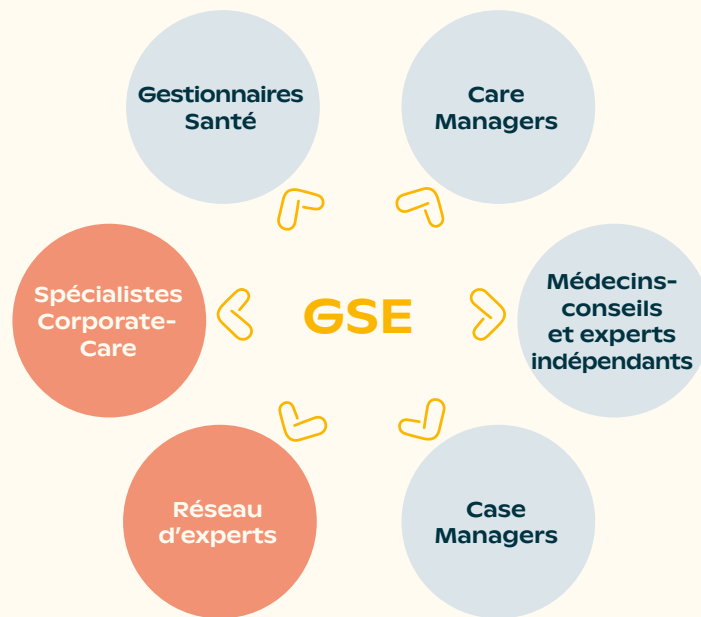 Gestionnaires
Santé
Care
Managers
Spécialistes
Corporate-
Care
GSE
Médecins-
conseils
et experts
indépendants
Réseau
d'experts
Case
Managers